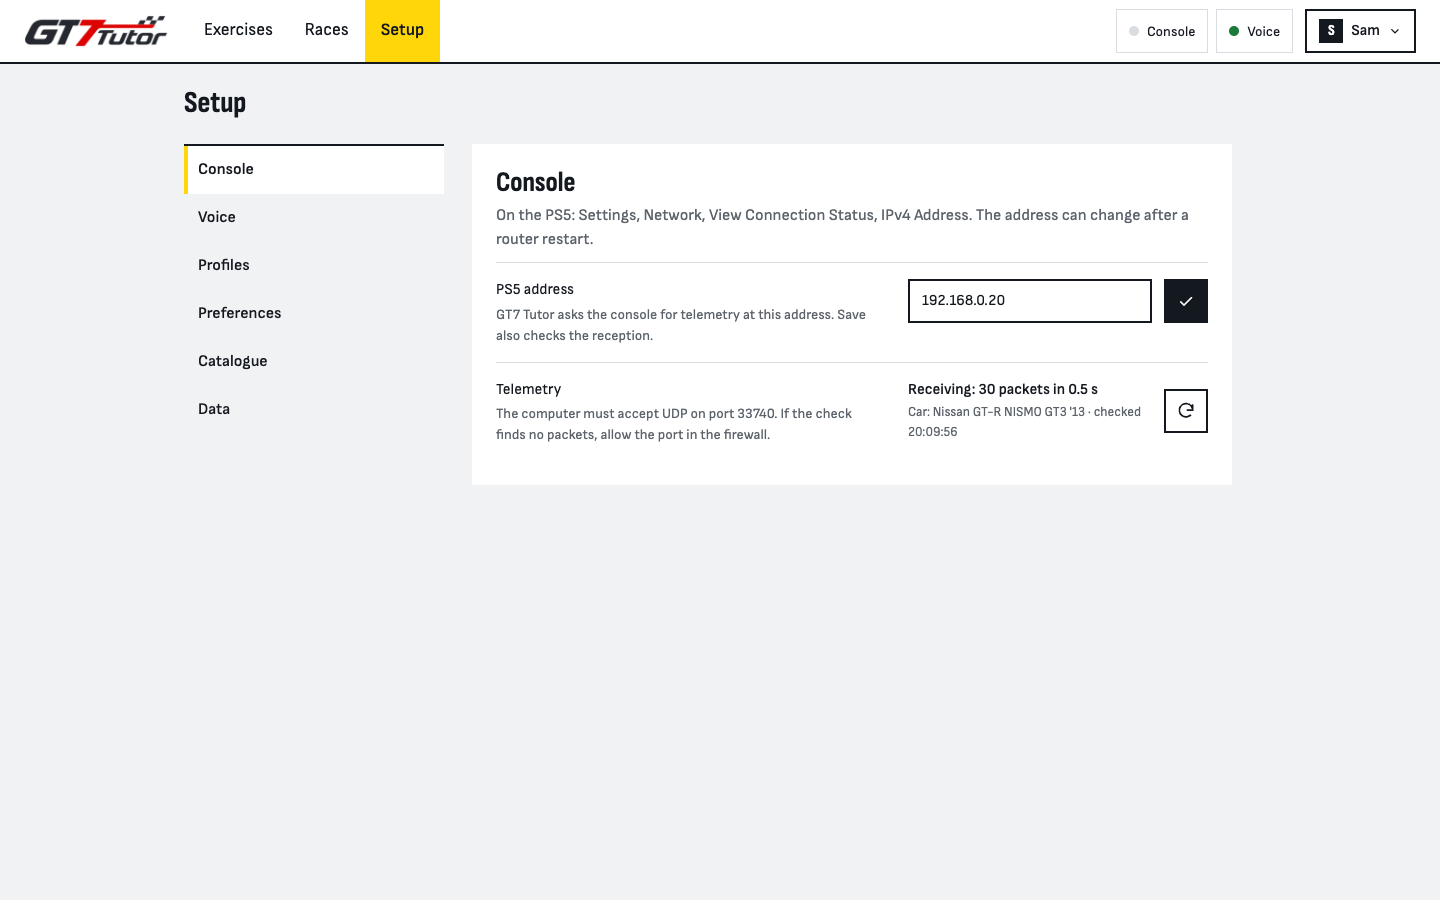 GT7 Tutor
Exercises
Races
Setup
Console
Voice
S
Sam
Setup
Console
Voice
Profiles
Preferences
Catalogue
Data
Console
On the PS5: Settings, Network, View Connection Status, IPv4 Address. The address can change after a
router restart.
PS5 address
GT7 Tutor asks the console for telemetry at this address. Save
also checks the reception.
192.168.0.20
Telemetry
The computer must accept UDP on port 33740. If the check
finds no packets, allow the port in the firewall.
Receiving: 30 packets in 0.5 s
Car: Nissan GT-R NISMO GT3 '13 · checked
20:09:56